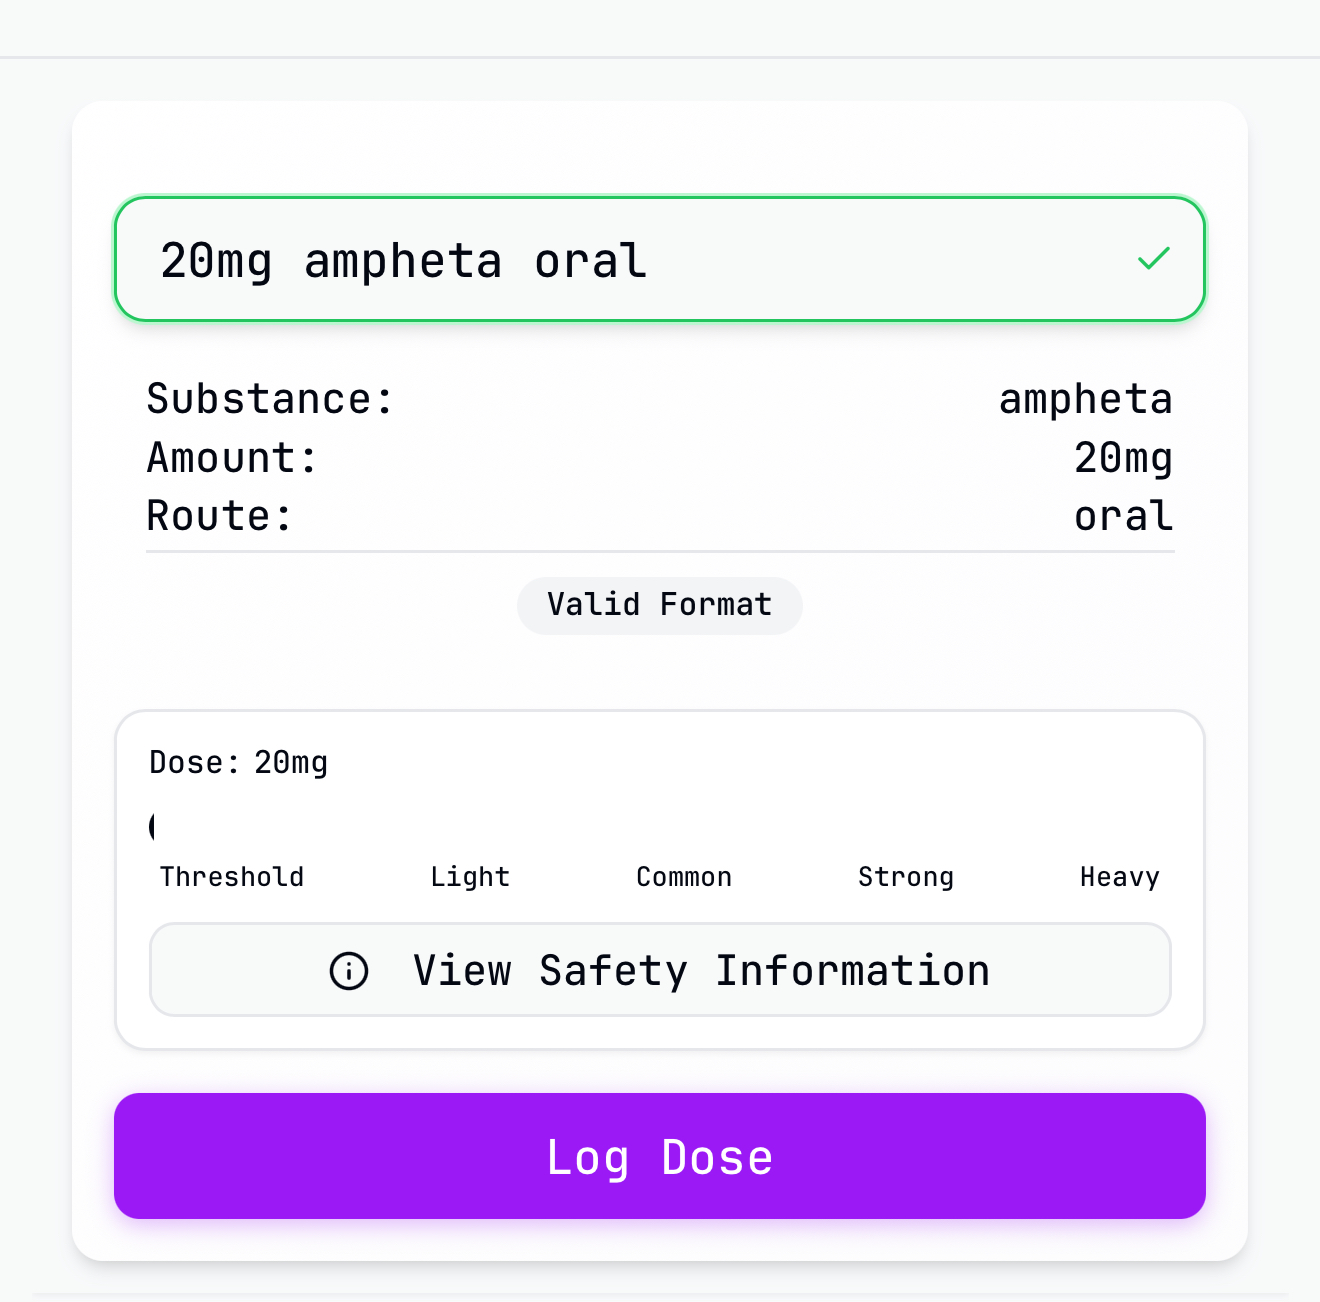 20mg ampheta oral
Substance: ampheta
Amount: 20mg
Route: oral
Valid Format
Dose: 20mg
Threshold Light Common Strong Heavy
View Safety Information
Log Dose